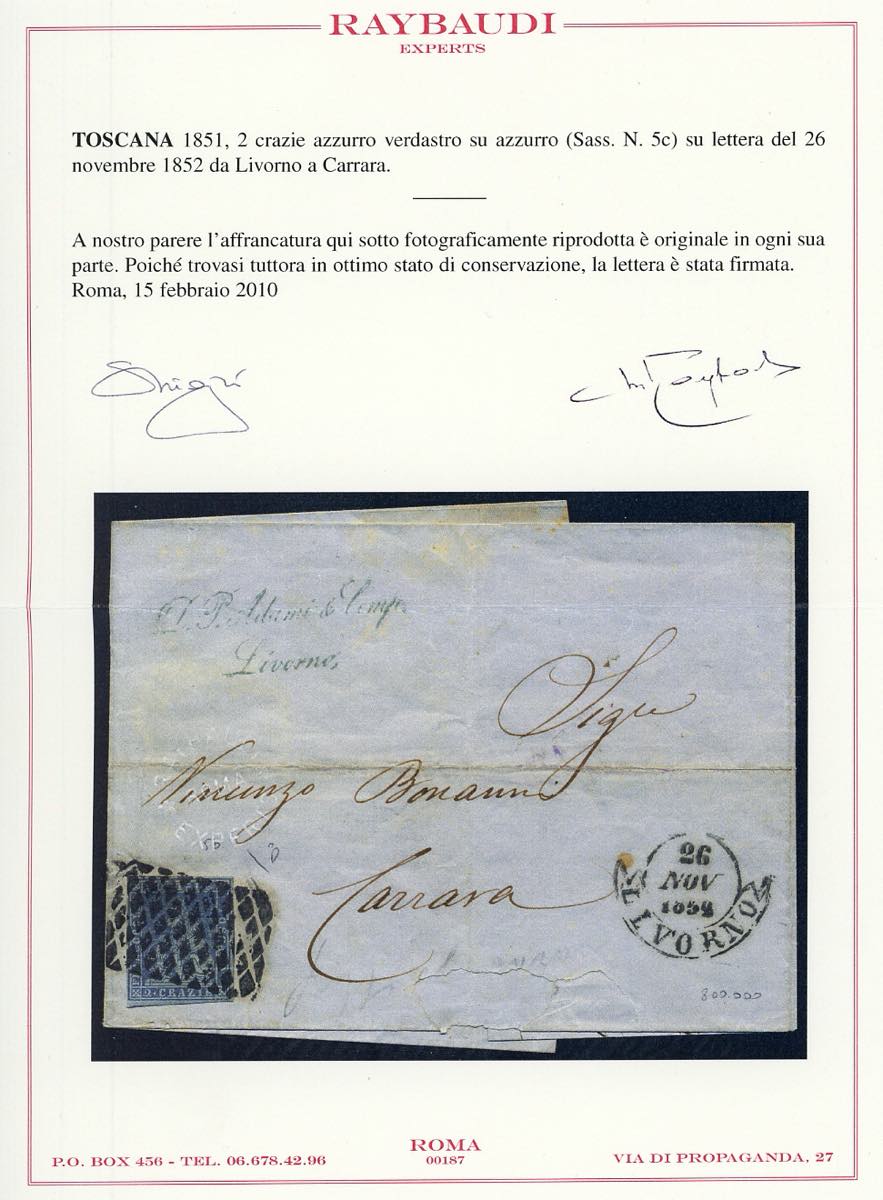 RAYBAUDI
EXPERTS
TOSCANA 1851, 2 crazie azzurro verdastro su azzurro (Sass. N. 5c) su lettera del 26
novembre 1852 da Livorno a Carrara.
A nostro parere l'affrancatura qui sotto fotograficamente riprodotta è originale in ogni sua
parte. Poiché trovasi tuttora in ottimo stato di conservazione, la lettera è stata firmata.
Roma, 15 febbraio 2010
P. Adami & Comp.
Livorno,
Sigre
Vincenzo Bonanni
Carrara
26
NOV
1852
LIVORNO
2. CRAZIE
800.000
ROMA
00187
P.O. BOX 456 - TEL. 06.678.42.96
VIA DI PROPAGANDA, 27